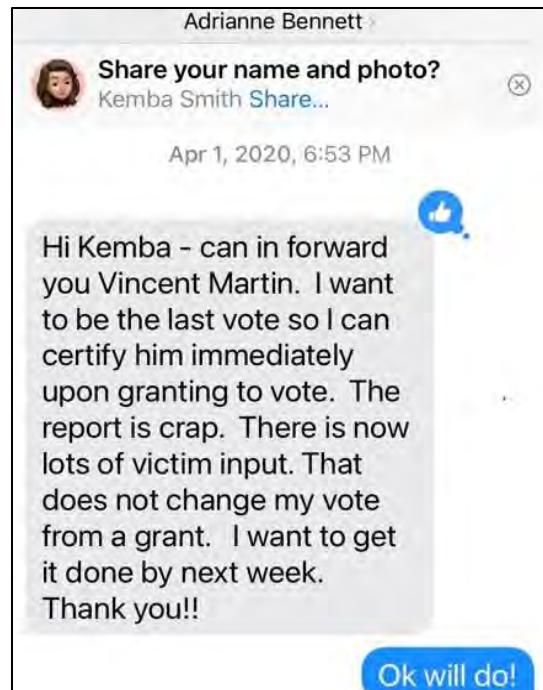 Adrianne Bennett
Share your name and photo?
Kemba Smith Share...
Apr 1, 2020, 6:53 PM
Hi Kemba - can in forward
you Vincent Martin.  I want
to be the last vote so I can
certify him immediately
upon granting to vote.  The
report is crap.  There is now
lots of victim input. That
does not change my vote
from a grant.   I want to get
it done by next week.
Thank you!!
Ok will do!